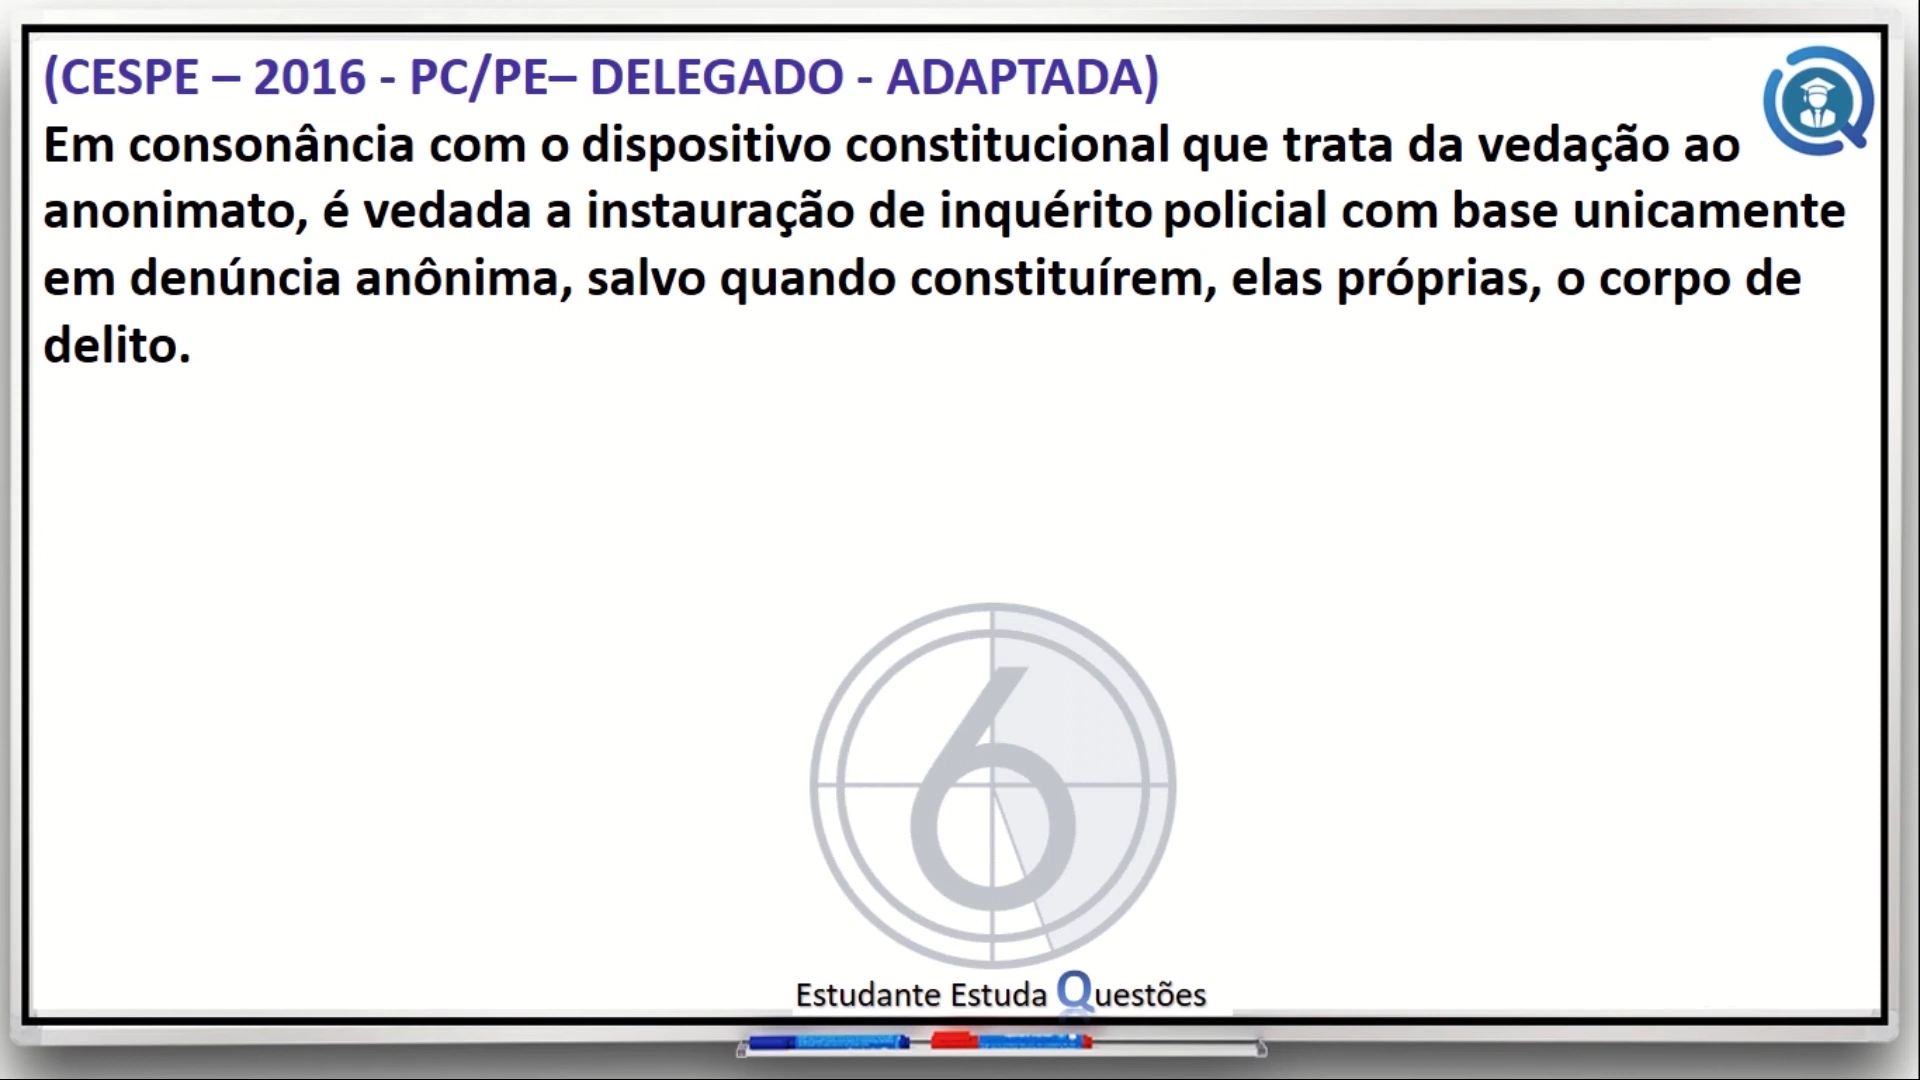 (CESPE – 2016 - PC/PE– DELEGADO - ADAPTADA)
Em consonância com o dispositivo constitucional que trata da vedação ao
anonimato, é vedada a instauração de inquérito policial com base unicamente
em denúncia anônima, salvo quando constituírem, elas próprias, o corpo de
delito.
6
Estudante Estuda Questões